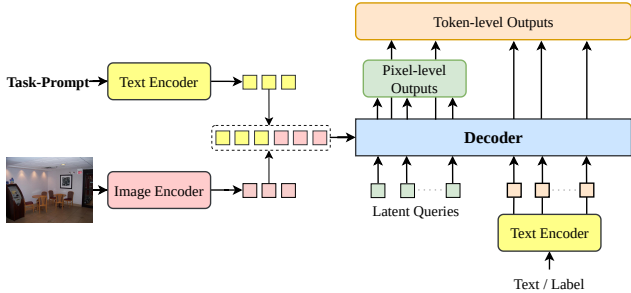 Token-level Outputs
Pixel-level
Outputs
Task-Prompt
Text Encoder
Decoder
Image Encoder
Latent Queries
Text Encoder
Text / Label